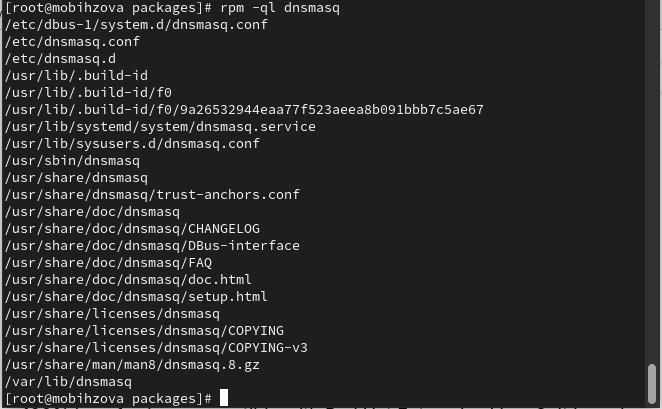 [root@mobihzova packages]# rpm -ql dnsmasq
/etc/dbus-1/system.d/dnsmasq.conf
/etc/dnsmasq.conf
/etc/dnsmasq.d
/usr/lib/.build-id
/usr/lib/.build-id/f0
/usr/lib/.build-id/f0/9a26532944eaa77f523aeea8b091bbb7c5ae67
/usr/lib/systemd/system/dnsmasq.service
/usr/lib/sysusers.d/dnsmasq.conf
/usr/sbin/dnsmasq
/usr/share/dnsmasq
/usr/share/dnsmasq/trust-anchors.conf
/usr/share/doc/dnsmasq
/usr/share/doc/dnsmasq/CHANGELOG
/usr/share/doc/dnsmasq/DBus-interface
/usr/share/doc/dnsmasq/FAQ
/usr/share/doc/dnsmasq/doc.html
/usr/share/doc/dnsmasq/setup.html
/usr/share/licenses/dnsmasq
/usr/share/licenses/dnsmasq/COPYING
/usr/share/licenses/dnsmasq/COPYING-v3
/usr/share/man/man8/dnsmasq.8.gz
/var/lib/dnsmasq
[root@mobihzova packages]#